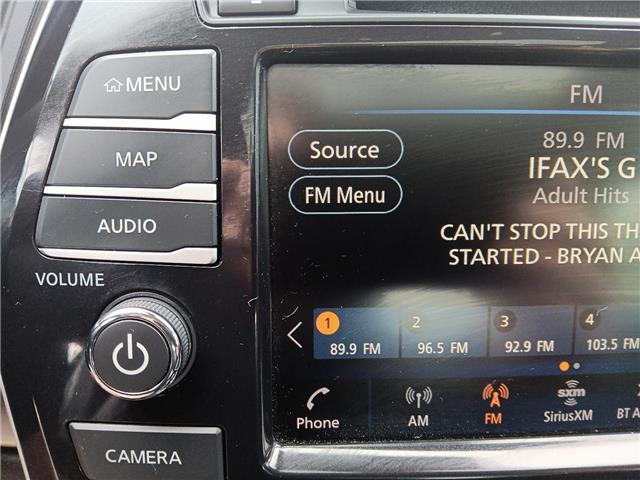 MENU
MAP
AUDIO
VOLUME
CAMERA
FM
Source
FM Menu
89.9 FM
IFAX'S G
Adult Hits
CAN'T STOP THIS TH
STARTED - BRYAN A
1 2 3 4
89.9 FM 96.5 FM 92.9 FM 103.5 FM
sxm
Phone AM FM SiriusXM BT A